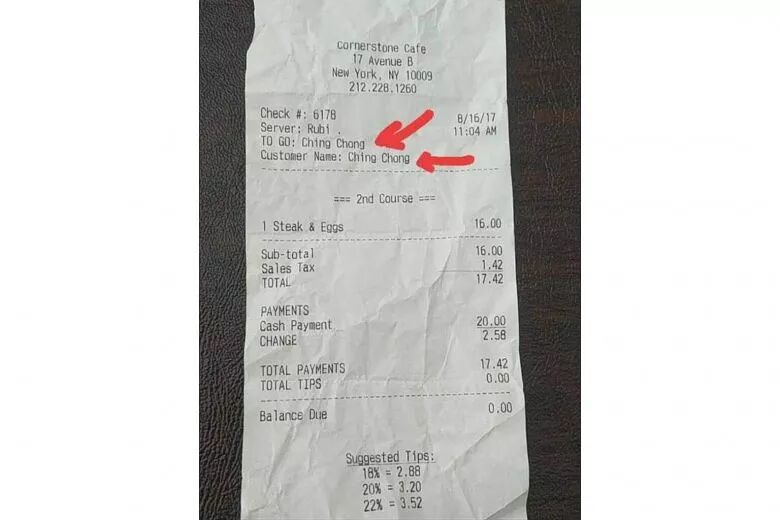 Cornerstone Cafe
17 Avenue B
New York, NY 10009
212.228.1260
Check #: 6178 8/16/17
Server: Rubi . 11:04 AM
TO GO: Ching Chong
Customer Name: Ching Chong
=== 2nd Course ===
1 Steak & Eggs 16.00
Sub-total 16.00
Sales Tax 1.42
TOTAL 17.42
PAYMENTS
Cash Payment 20.00
CHANGE 2.58
TOTAL PAYMENTS 17.42
TOTAL TIPS 0.00
Balance Due 0.00
Suggested Tips:
18% = 2.88
20% = 3.20
22% = 3.52